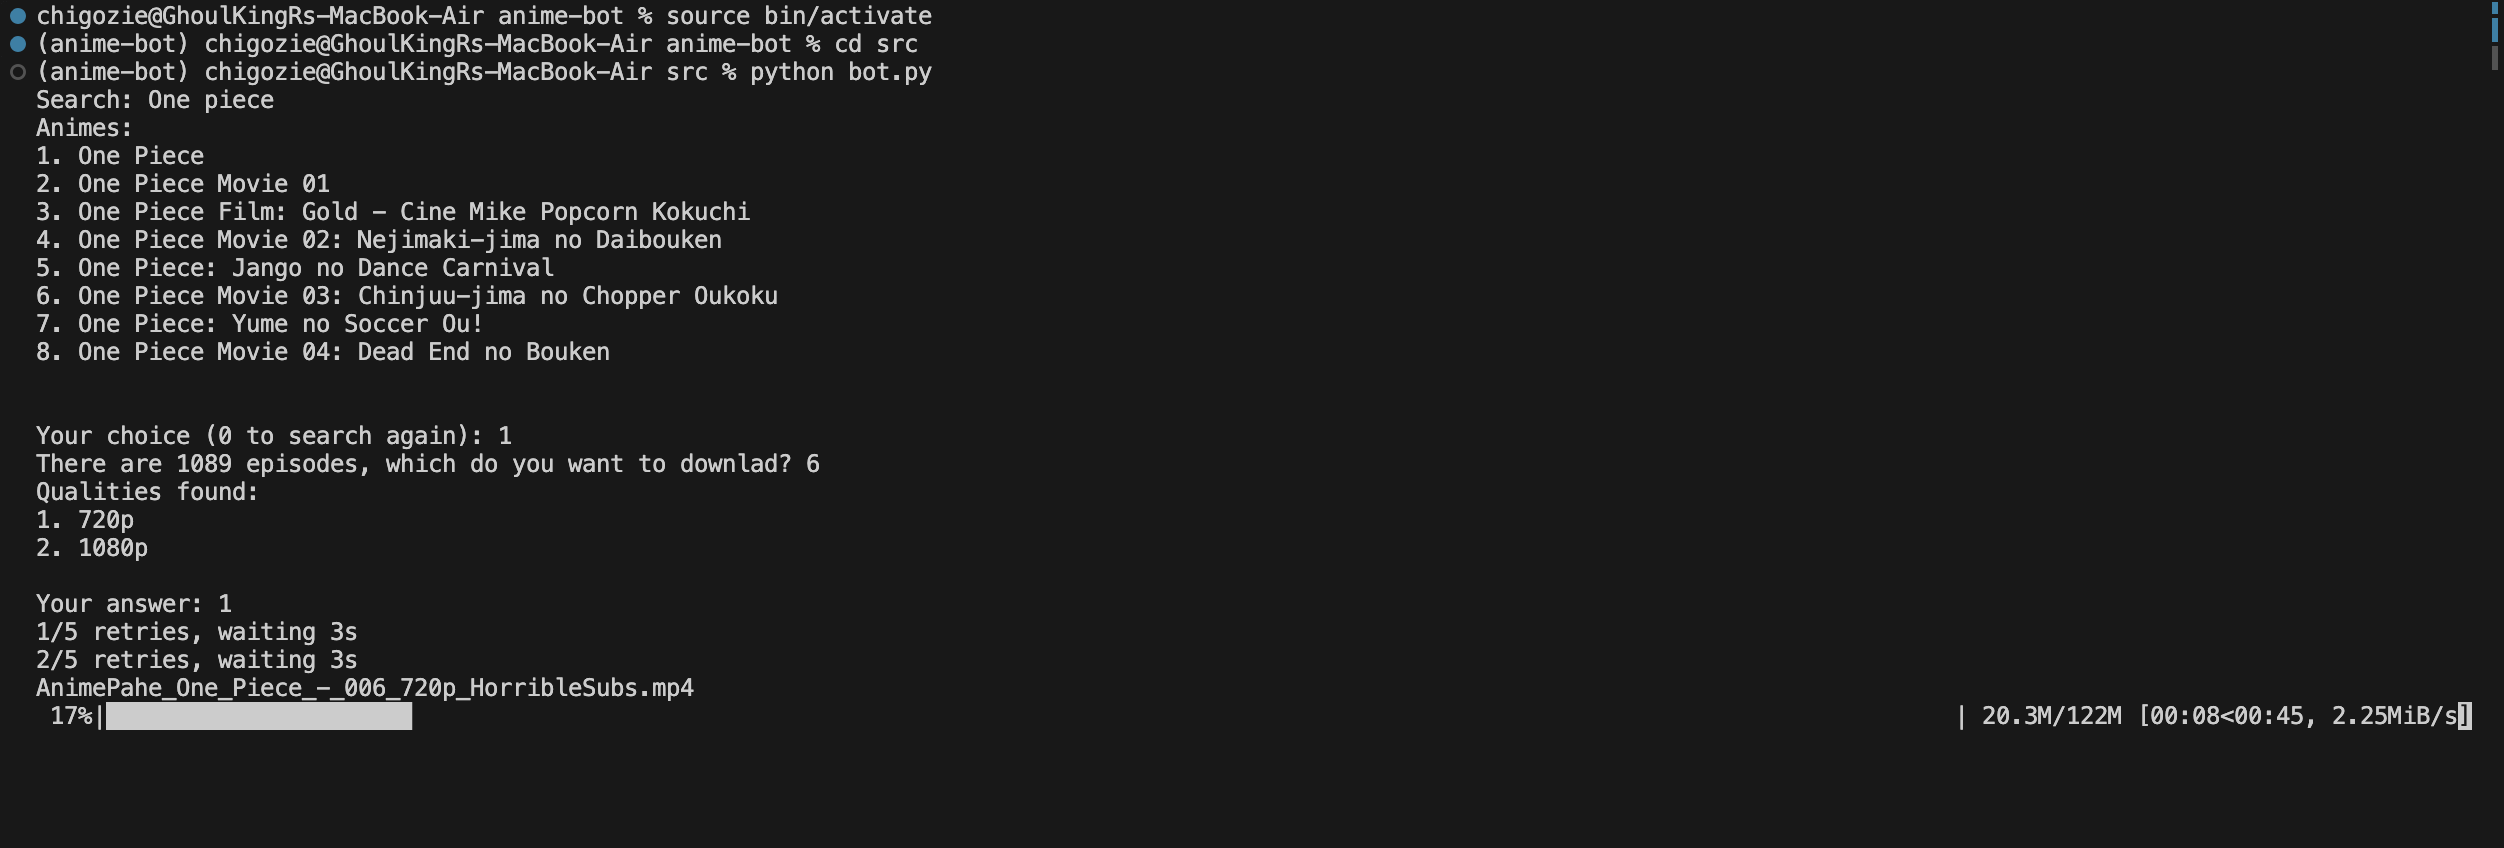 chigozie@GhoulKingRs-MacBook-Air anime-bot % source bin/activate
(anime-bot) chigozie@GhoulKingRs-MacBook-Air anime-bot % cd src
(anime-bot) chigozie@GhoulKingRs-MacBook-Air src % python bot.py
Search: One piece
Animes:
1. One Piece
2. One Piece Movie 01
3. One Piece Film: Gold - Cine Mike Popcorn Kokuchi
4. One Piece Movie 02: Nejimaki-jima no Daibouken
5. One Piece: Jango no Dance Carnival
6. One Piece Movie 03: Chinjuu-jima no Chopper Oukoku
7. One Piece: Yume no Soccer Ou!
8. One Piece Movie 04: Dead End no Bouken
Your choice (0 to search again): 1
There are 1089 episodes, which do you want to downlad? 6
Qualities found:
1. 720p
2. 1080p
Your answer: 1
1/5 retries, waiting 3s
2/5 retries, waiting 3s
AnimePahe_One_Piece_-_006_720p_HorribleSubs.mp4
17%| | 20.3M/122M [00:08<00:45, 2.25MiB/s]